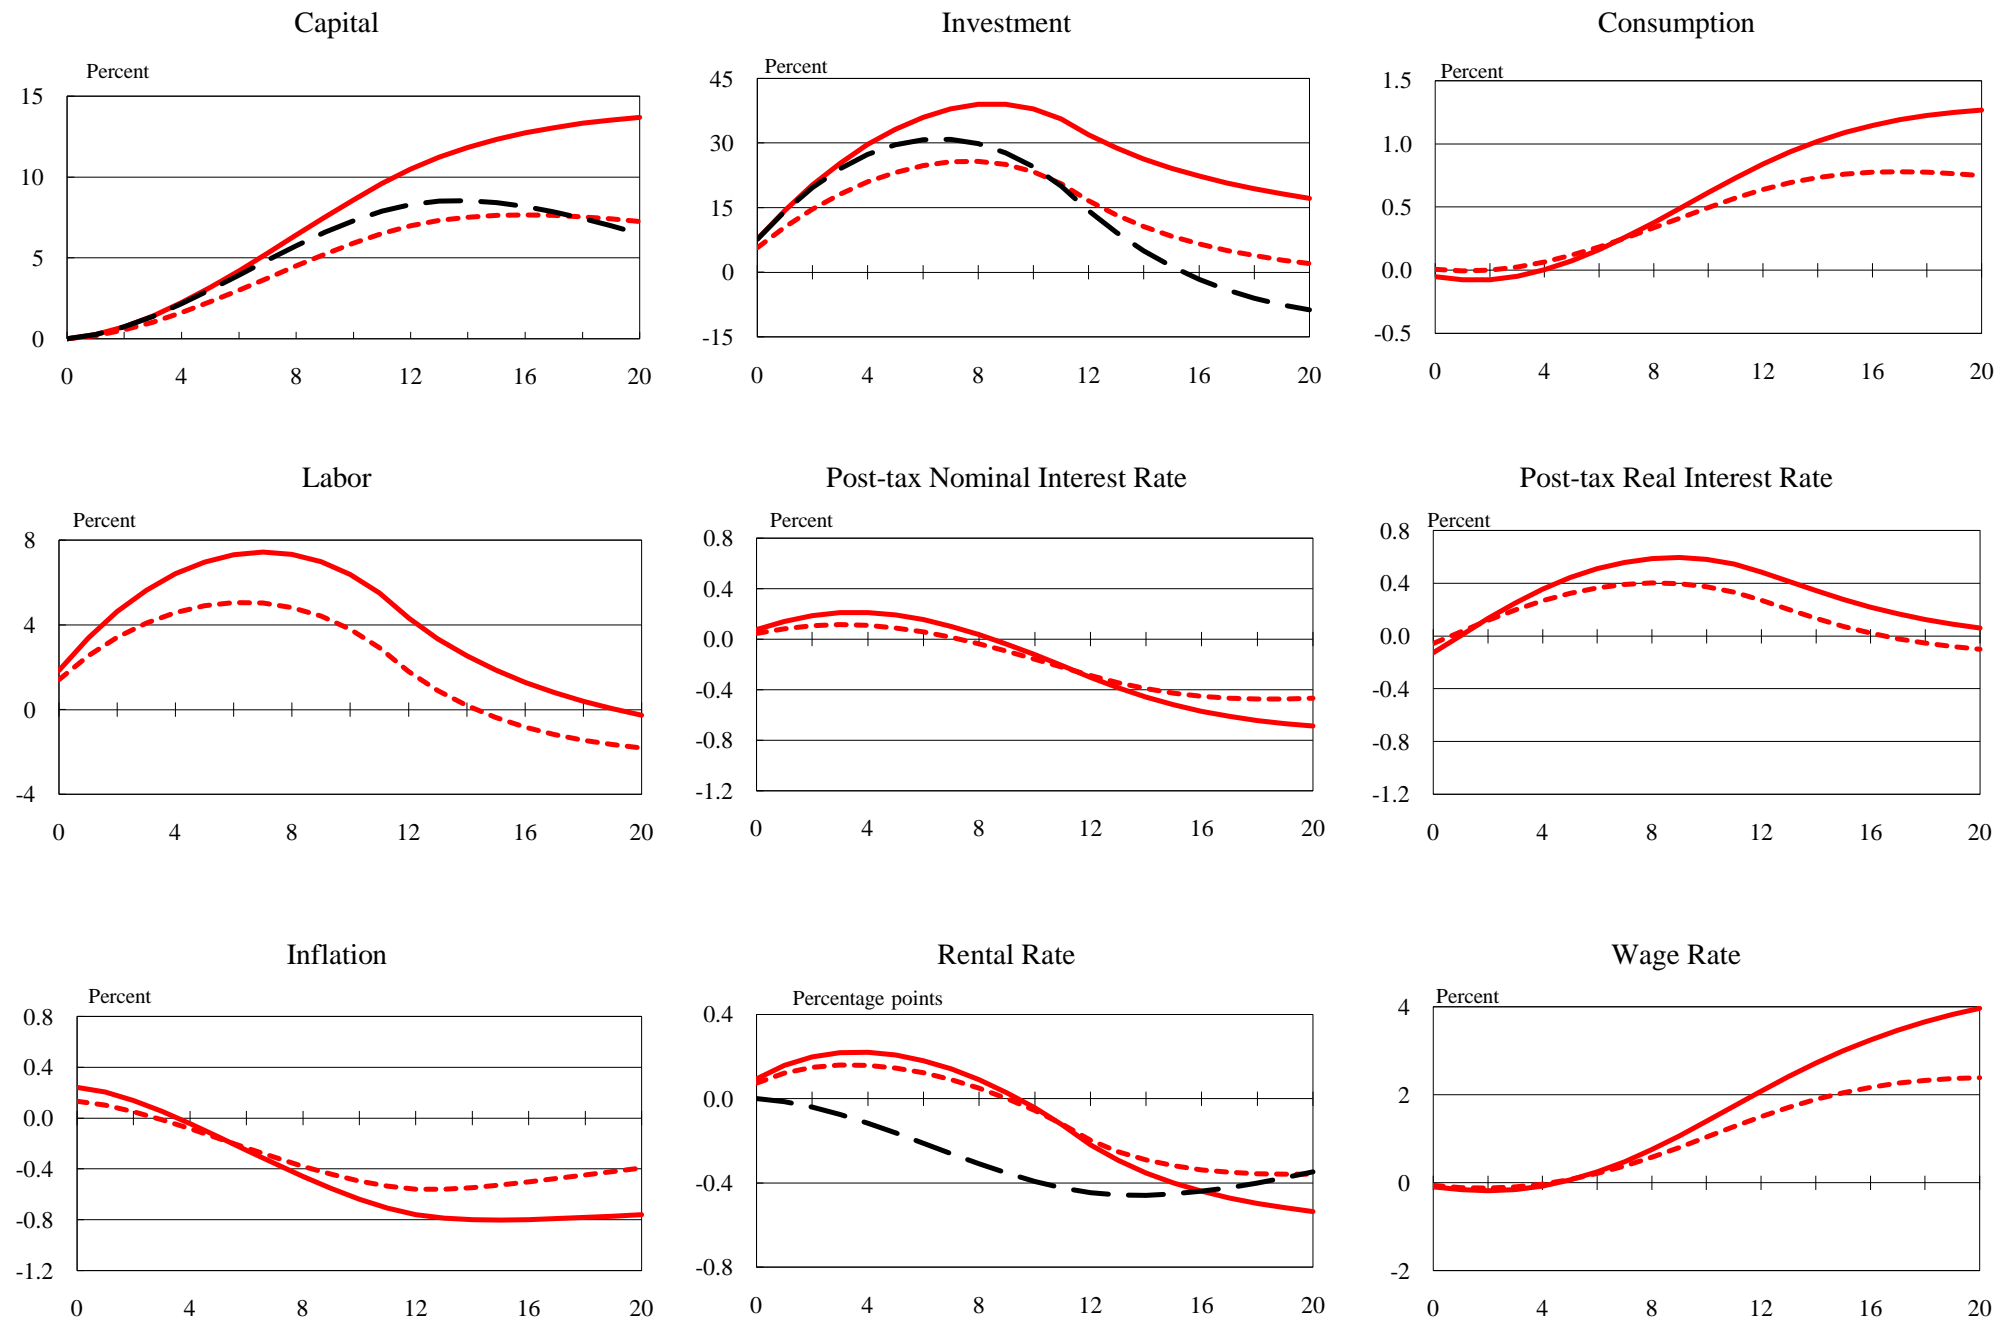 Capital
Investment
Consumption
Percent
Percent
Percent
15
10
5
0
0 4 8 12 16 20
45
30
15
0
-15
0 4 8 12 16 20
1.5
1.0
0.5
0.0
-0.5
0 4 8 12 16 20
Labor
Post-tax Nominal Interest Rate
Post-tax Real Interest Rate
Percent
Percent
Percent
8
4
0
-4
0 4 8 12 16 20
0.8
0.4
0.0
-0.4
-0.8
-1.2
0 4 8 12 16 20
0.8
0.4
0.0
-0.4
-0.8
-1.2
0 4 8 12 16 20
Inflation
Rental Rate
Wage Rate
Percent
Percentage points
Percent
0.8
0.4
0.0
-0.4
-0.8
-1.2
0 4 8 12 16 20
0.4
0.0
-0.4
-0.8
0 4 8 12 16 20
4
2
0
-2
0 4 8 12 16 20